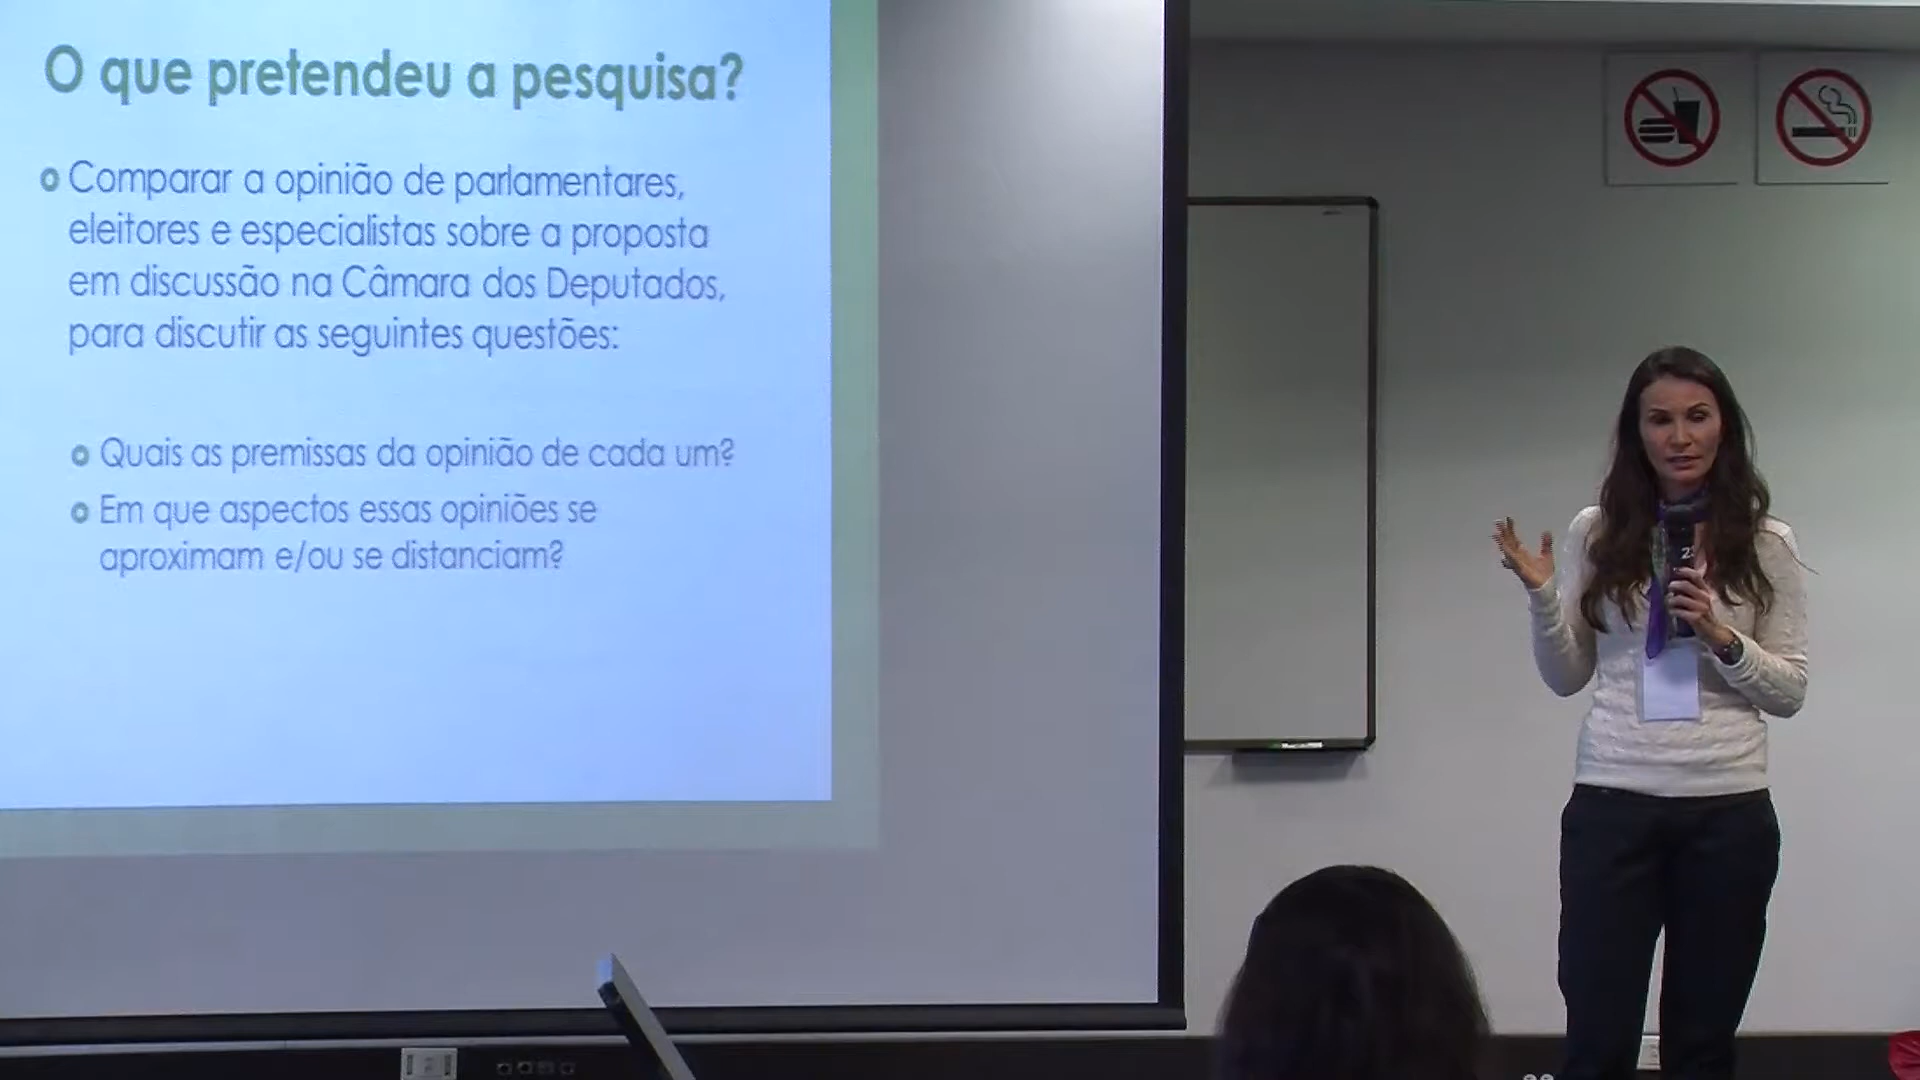 O que pretendeu a pesquisa?
Comparar a opinião de parlamentares,
eleitores e especialistas sobre a proposta
em discussão na Câmara dos Deputados,
para discutir as seguintes questões:
Quais as premissas da opinião de cada um?
Em que aspectos essas opiniões se
aproximam e/ou se distanciam?